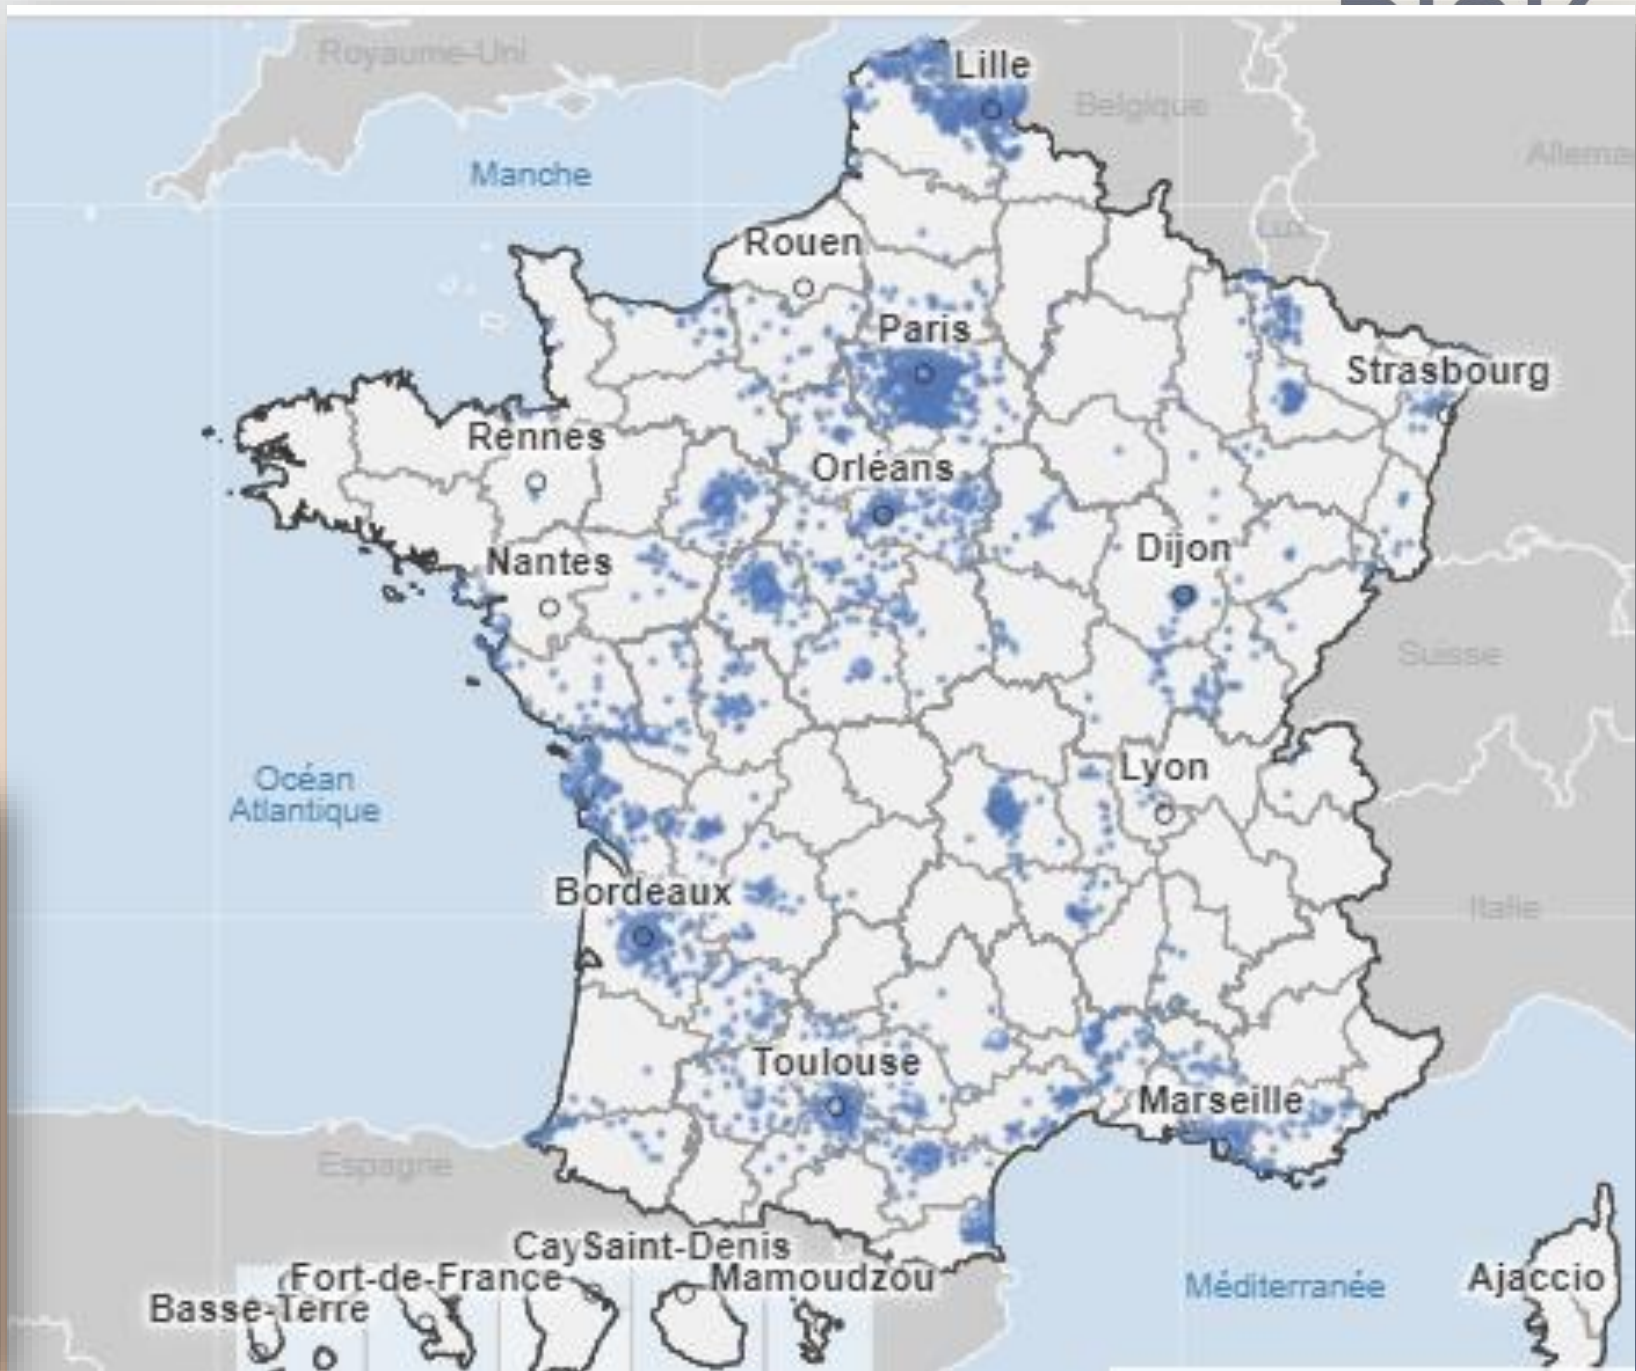 Royaume-Uni
Lille
Belgique
Manche
Rouen
Lux
Paris
Strasbourg
Rennes
Orléans
Nantes
Dijon
Suisse
Océan
Atlantique
Lyon
Bordeaux
Italie
Toulouse
Marseille
Espagne
CaySaint-Denis
Fort-de-France
Mamoudzou
Basse-Terre
Méditerranée
Ajaccio